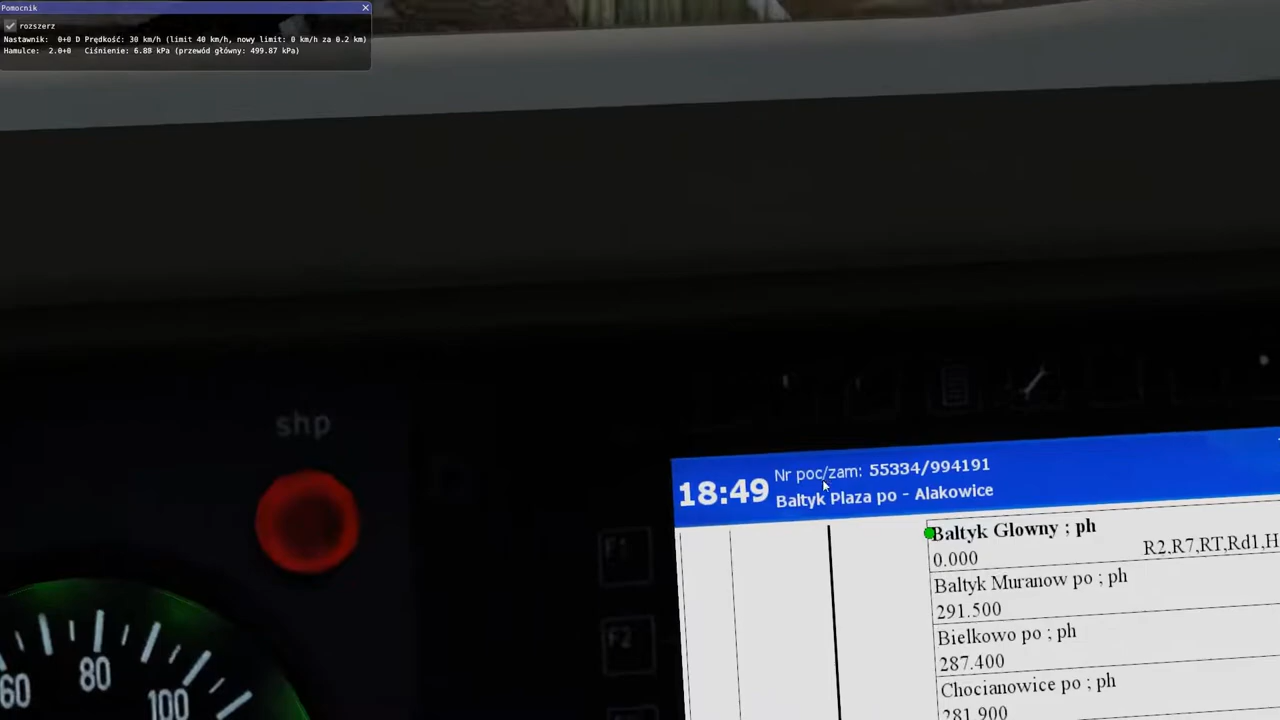 Pomocnik
rozszerz
Nastawnik: 0+0 D Prędkość: 30 km/h (limit 40 km/h, nowy limit: 0 km/h za 0.2 km)
Hamulce: 2.0+0 Ciśnienie: 6.88 kPa (przewód główny: 499.87 kPa)
shp
60
80
100
F1
F2
18:49
Nr poc/zam: 55334/994191
Bałtyk Plaza po - Alakowice
Baltyk Glowny ; ph
0.000
R2,R7,RT,Rd1,H
Baltyk Muranow po ; ph
291.500
Bielkowo po ; ph
287.400
Chocianowice po ; ph
281.900